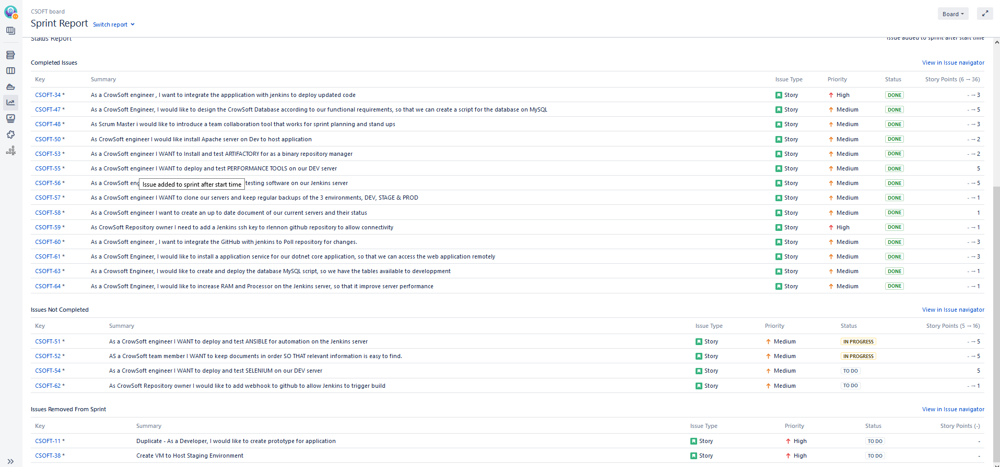 CSOFT board
Sprint Report Switch report
Board
Status Report Issue added to sprint after start time
Completed Issues View in Issue navigator
Key Summary Issue Type Priority Status Story Points (6 → 36)
CSOFT-34 * As a CrowSoft engineer , I want to integrate the appplication with jenkins to deploy updated code Story High DONE - → 3
CSOFT-47 * As a CrowSoft Engineer, I would like to design the CrowSoft Database according to our functional requirements, so that we can create a script for the database on MySQL Story Medium DONE - → 5
CSOFT-48 * As Scrum Master i would like to introduce a team collaboration tool that works for sprint planning and stand ups Story Medium DONE - → 3
CSOFT-50 * As CrowSoft engineer I would like install Apache server on Dev to host application Story Medium DONE - → 2
CSOFT-53 * As a CrowSoft engineer I WANT to Install and test ARTIFACTORY for as a binary repository manager Story Medium DONE - → 2
CSOFT-55 * As a CrowSoft engineer I WANT to deploy and test PERFORMANCE TOOLS on our DEV server Story Medium DONE 5
CSOFT-56 * As a CrowSoft eng Issue added to sprint after start time testing software on our Jenkins server Story Medium DONE - → 5
CSOFT-57 * As a CrowSoft engineer I WANT to clone our servers and keep regular backups of the 3 environments, DEV, STAGE & PROD Story Medium DONE - → 1
CSOFT-58 * As a CrowSoft engineer I want to create an up to date document of our current servers and their status Story Medium DONE 1
CSOFT-59 * As CrowSoft Repository owner I need to add a Jenkins ssh key to rlennon github repository to allow connectivity Story High DONE - → 1
CSOFT-60 * As a CrowSoft engineer , I want to integrate the GitHub with jenkins to Poll repository for changes. Story Medium DONE - → 3
CSOFT-61 * As a CrowSoft Engineer, I would like to install a application service for our dotnet core application, so that we can access the web application remotely Story Medium DONE - → 3
CSOFT-63 * As a Crowsoft Engineer, I would like to create and deploy the database MySQL script, so we have the tables available to developpment Story Medium DONE - → 1
CSOFT-64 * As a CrowSoft Engineer, I would like to increase RAM and Processor on the Jenkins server, so that it improve server performance Story Medium DONE - → 1
Issues Not Completed View in Issue navigator
Key Summary Issue Type Priority Status Story Points (5 → 16)
CSOFT-51 * As a CrowSoft engineer I WANT to deploy and test ANSIBLE for automation on the Jenkins server Story Medium IN PROGRESS - → 5
CSOFT-52 * AS a CrowSoft team member I WANT to keep documents in order SO THAT relevant information is easy to find. Story Medium IN PROGRESS - → 5
CSOFT-54 * As a CrowSoft engineer I WANT to deploy and test SELENIUM on our DEV server Story Medium TO DO 5
CSOFT-62 * As CrowSoft Repository owner I would like to add webhook to github to allow Jenkins to trigger build Story Medium TO DO - → 1
Issues Removed From Sprint View in Issue navigator
Key Summary Issue Type Priority Status Story Points (-)
CSOFT-11 * Duplicate - As a Developer, I would like to create prototype for application Story High TO DO -
CSOFT-38 * Create VM to Host Staging Environment Story High TO DO -